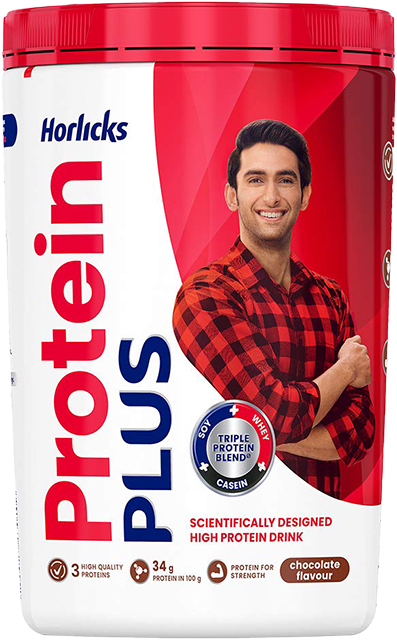 Horlicks
Protein
PLUS
SOY + WHEY + CASEIN +
TRIPLE
PROTEIN
BLEND
SCIENTIFICALLY DESIGNED
HIGH PROTEIN DRINK
3 HIGH QUALITY
PROTEINS
34 g
PROTEIN IN 100 g
PROTEIN FOR
STRENGTH
chocolate
flavour